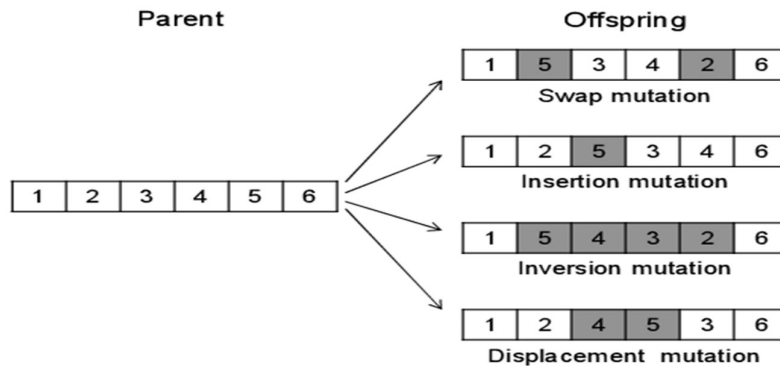 Parent
Offspring
1 5 3 4 2 6
Swap mutation
1 2 5 3 4 6
Insertion mutation
1 2 3 4 5 6
1 5 4 3 2 6
Inversion mutation
1 2 4 5 3 6
Displacement mutation